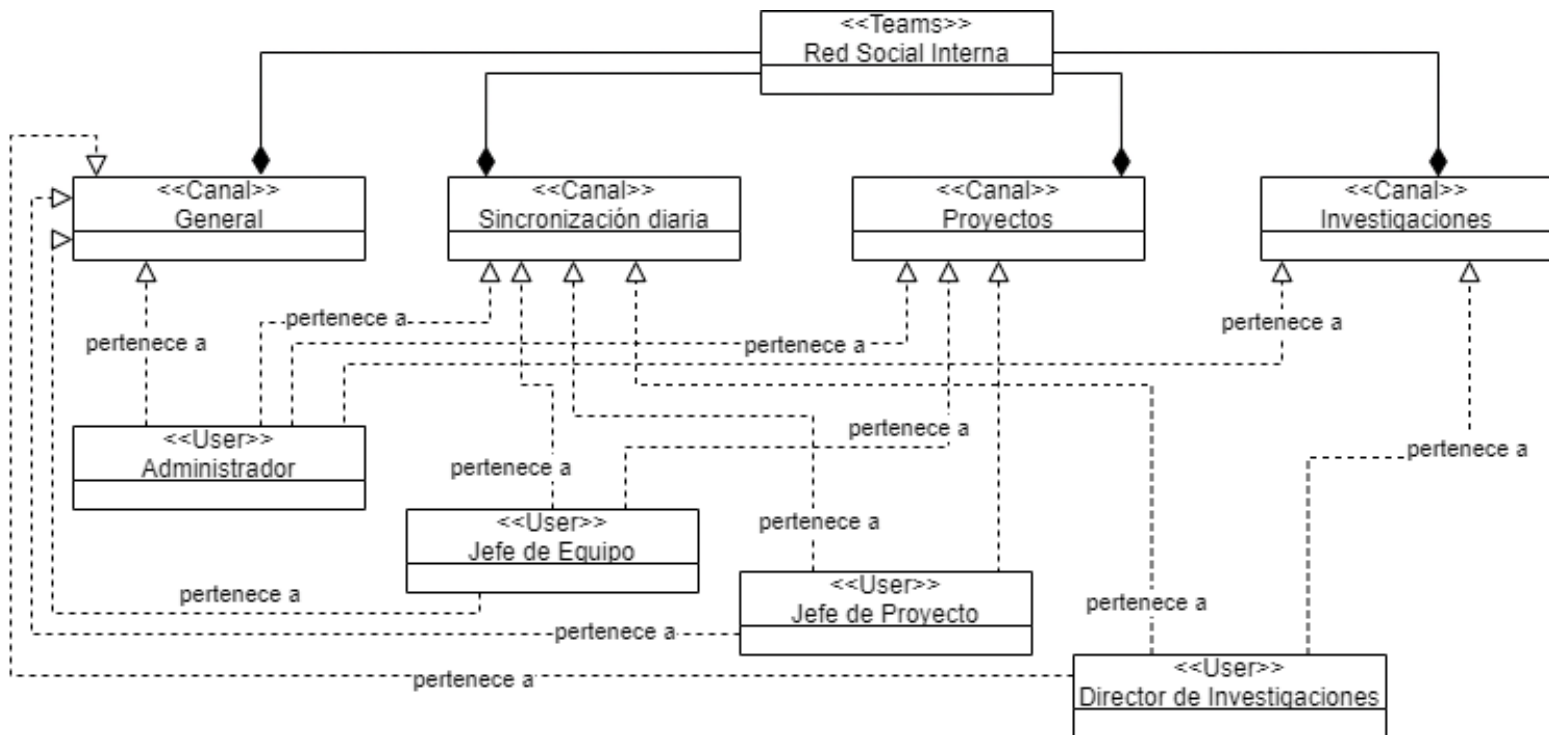 <<Teams>>
Red Social Interna
<<Canal>>
General
<<Canal>>
Sincronización diaria
<<Canal>>
Proyectos
<<Canal>>
Investigaciones
pertenece a
pertenece a
pertenece a
pertenece a
<<User>>
Administrador
pertenece a
pertenece a
pertenece a
<<User>>
Jefe de Equipo
pertenece a
pertenece a
<<User>>
Jefe de Proyecto
pertenece a
pertenece a
pertenece a
<<User>>
Director de Investigaciones